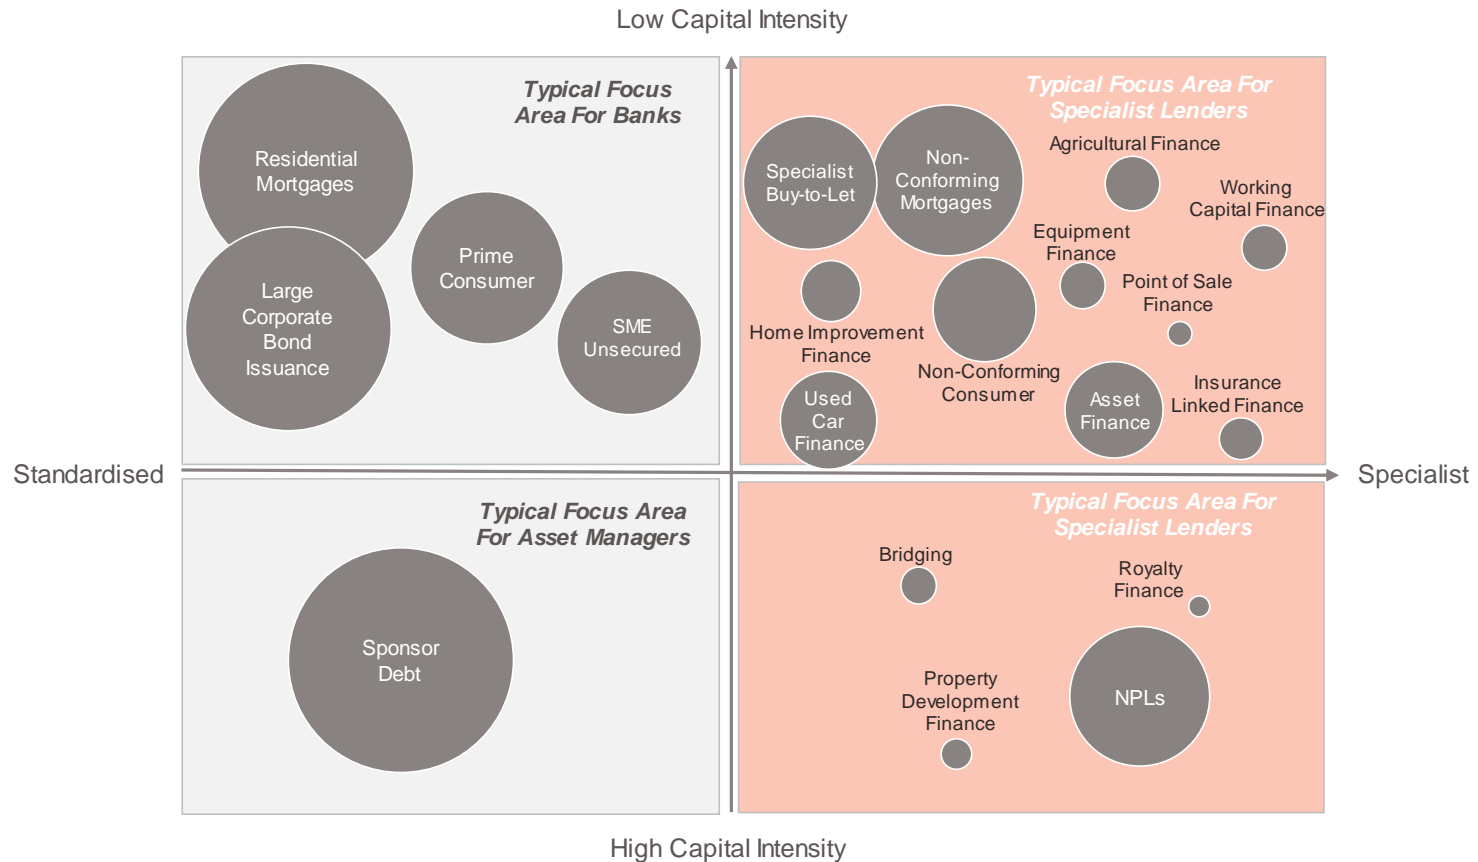 Low Capital Intensity
Typical Focus
Area For Banks
Residential
Mortgages
Prime
Consumer
Large
Corporate
Bond
Issuance
SME
Unsecured
Typical Focus Area For
Specialist Lenders
Specialist
Buy-to-Let
Non-
Conforming
Mortgages
Agricultural Finance
Working
Capital Finance
Equipment
Finance
Point of Sale
Finance
Home Improvement
Finance
Non-Conforming
Consumer
Used
Car
Finance
Asset
Finance
Insurance
Linked Finance
Standardised
Specialist
Typical Focus Area
For Asset Managers
Sponsor
Debt
Typical Focus Area For
Specialist Lenders
Bridging
Royalty
Finance
Property
Development
Finance
NPLs
High Capital Intensity